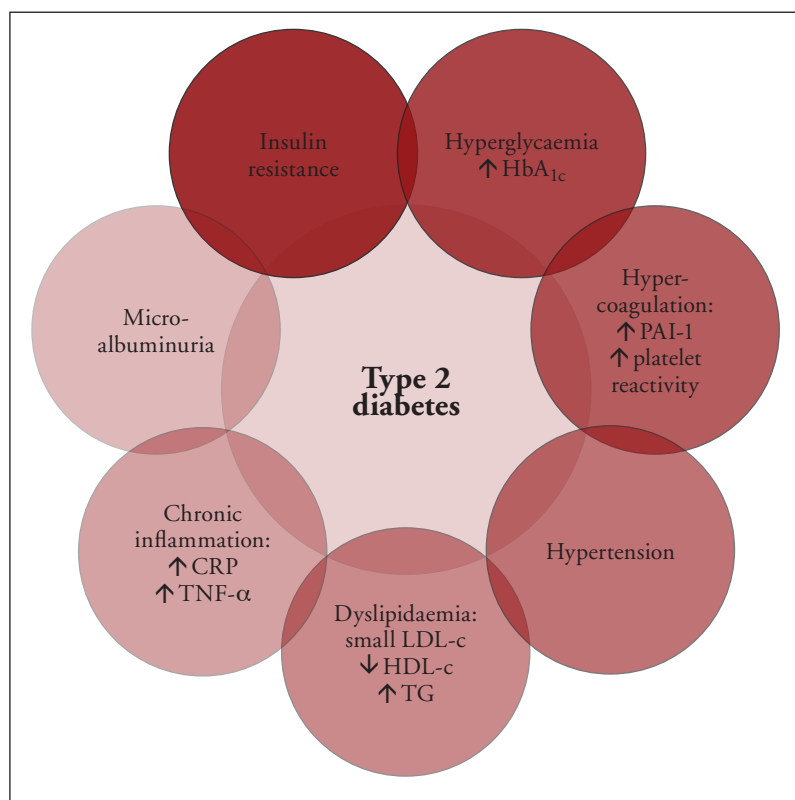 Insulin
resistance
Hyperglycaemia
↑ HbA1c
Hyper-
coagulation:
↑ PAI-1
↑ platelet
reactivity
Hypertension
Dyslipidaemia:
small LDL-c
↓ HDL-c
↑ TG
Chronic
inflammation:
↑ CRP
↑ TNF-α
Micro-
albuminuria
Type 2
diabetes